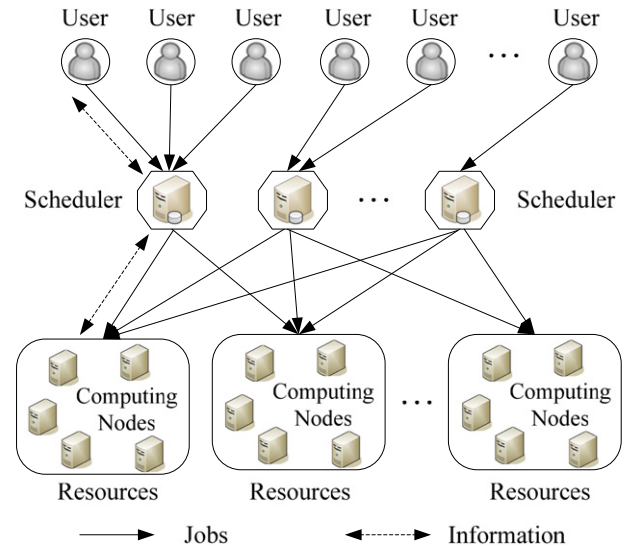 User User User User User ... User
Scheduler ... Scheduler
Computing Computing Computing
Nodes Nodes ... Nodes
Resources Resources Resources
Jobs Information